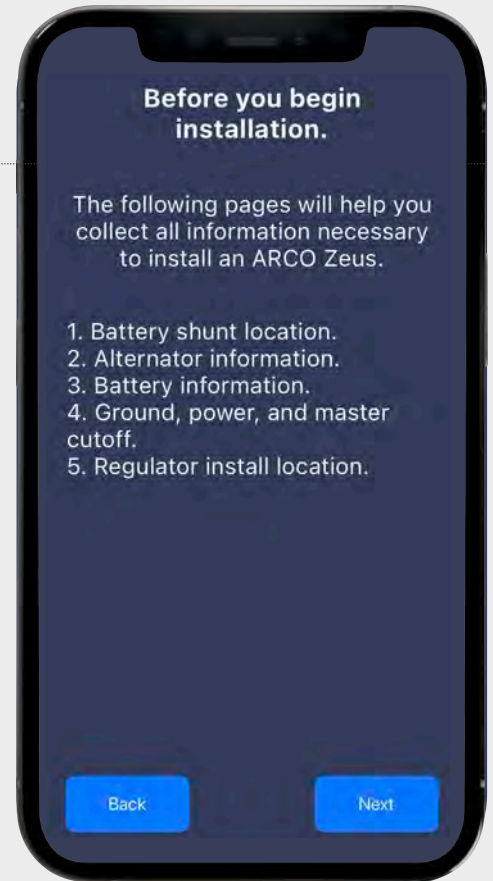 Before you begin
installation.
The following pages will help you
collect all information necessary
to install an ARCO Zeus.
1. Battery shunt location.
2. Alternator information.
3. Battery information.
4. Ground, power, and master
cutoff.
5. Regulator install location.
Back
Next